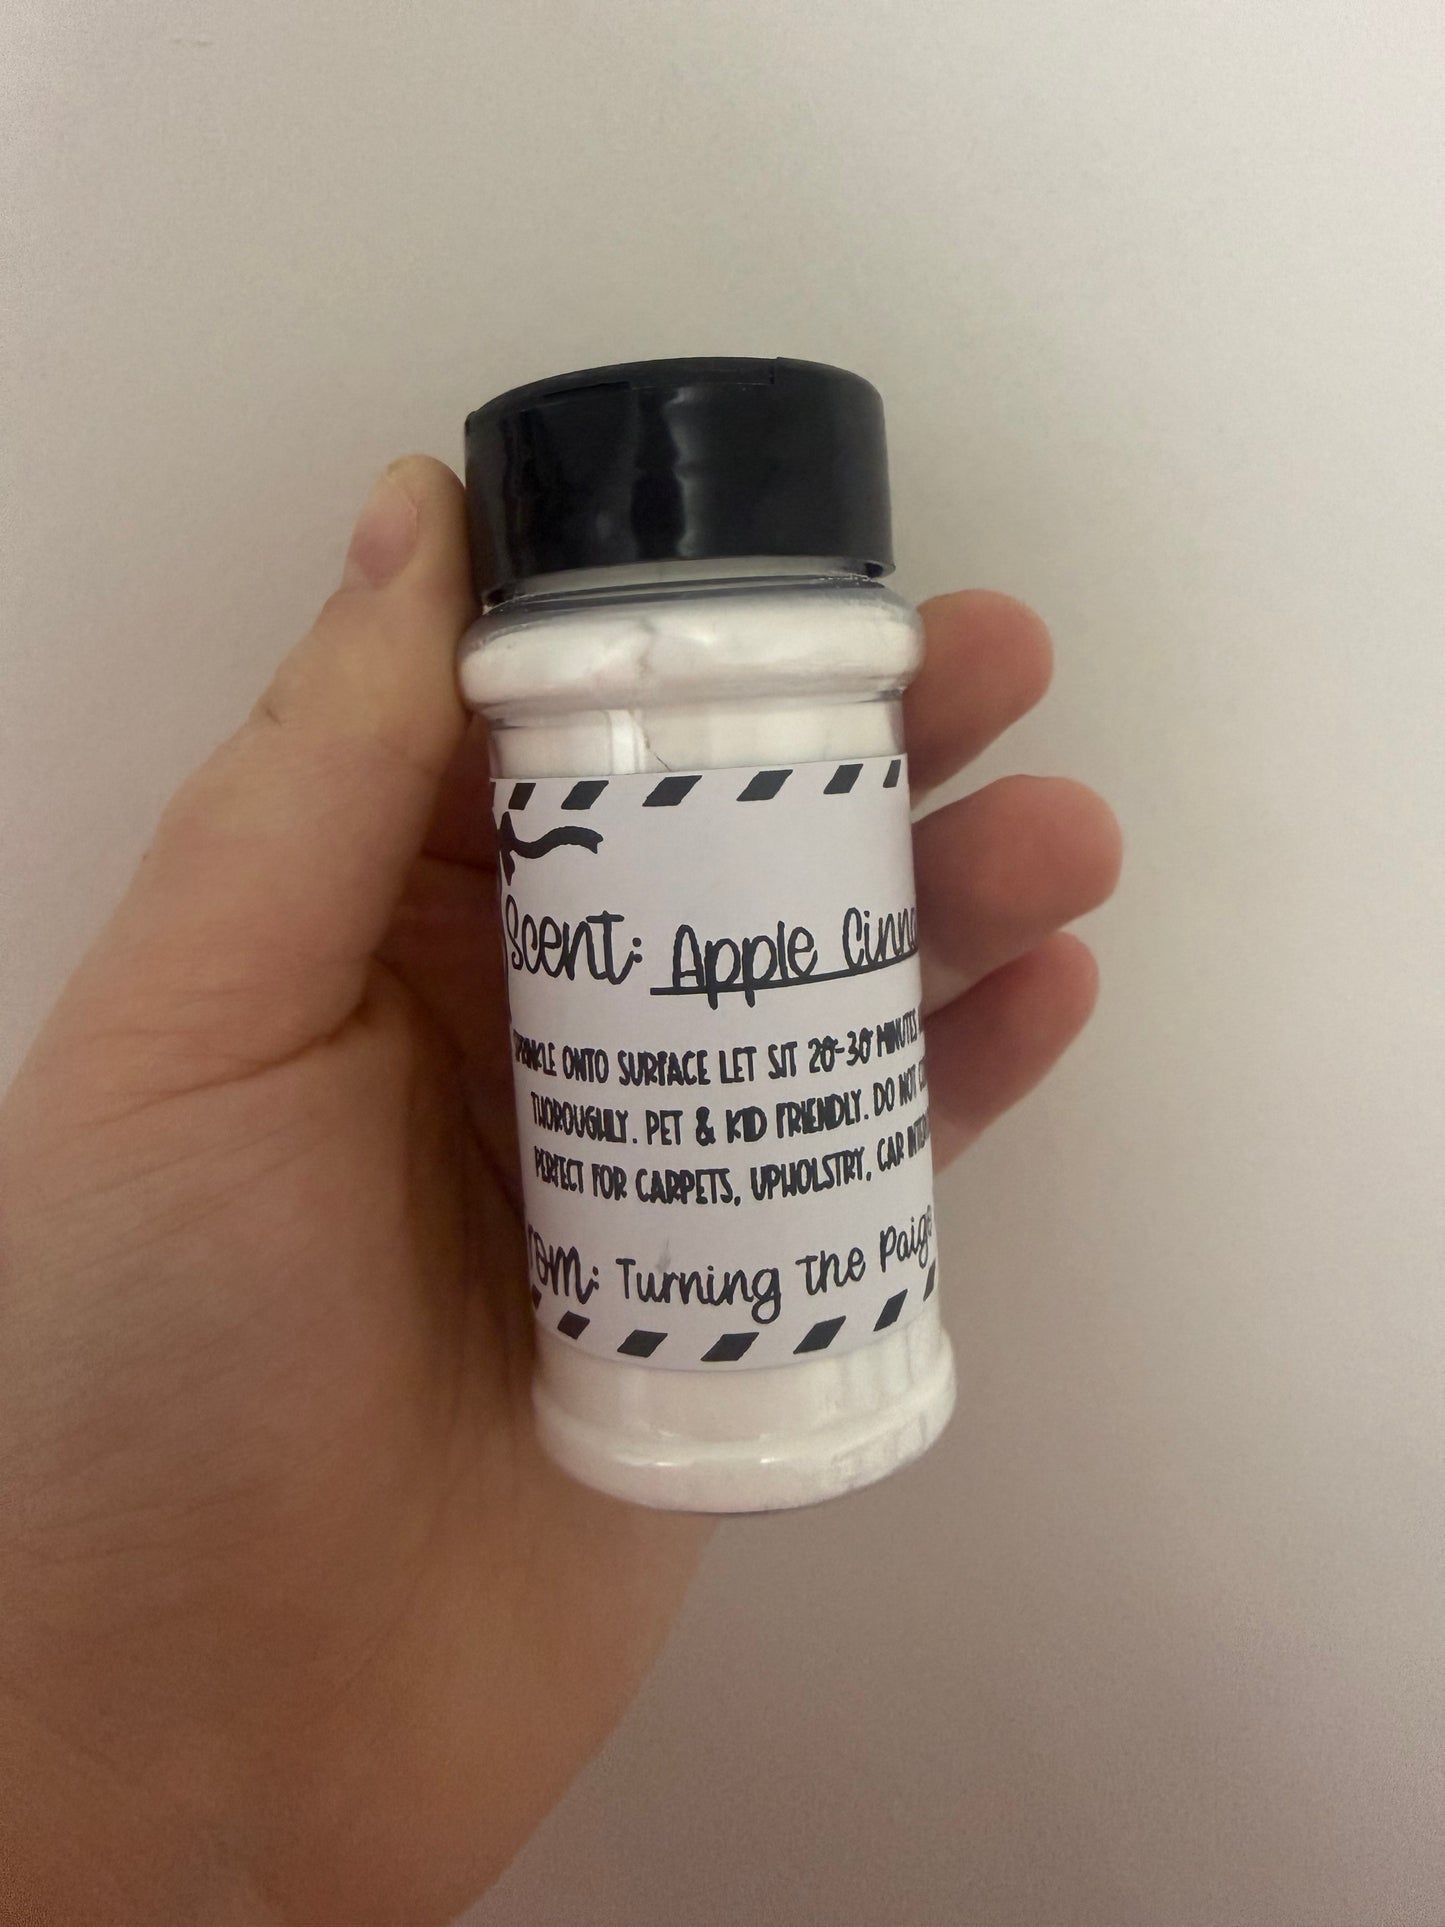 Scent: Apple Cinna
SPRINKLE ONTO SURFACE LET SIT 20-30 MINUTES
THOROUGHLY. PET & KID FRIENDLY. DO NOT
PERFECT FOR CARPETS, UPHOLSTRY, CAR
rom: Turning the Paige